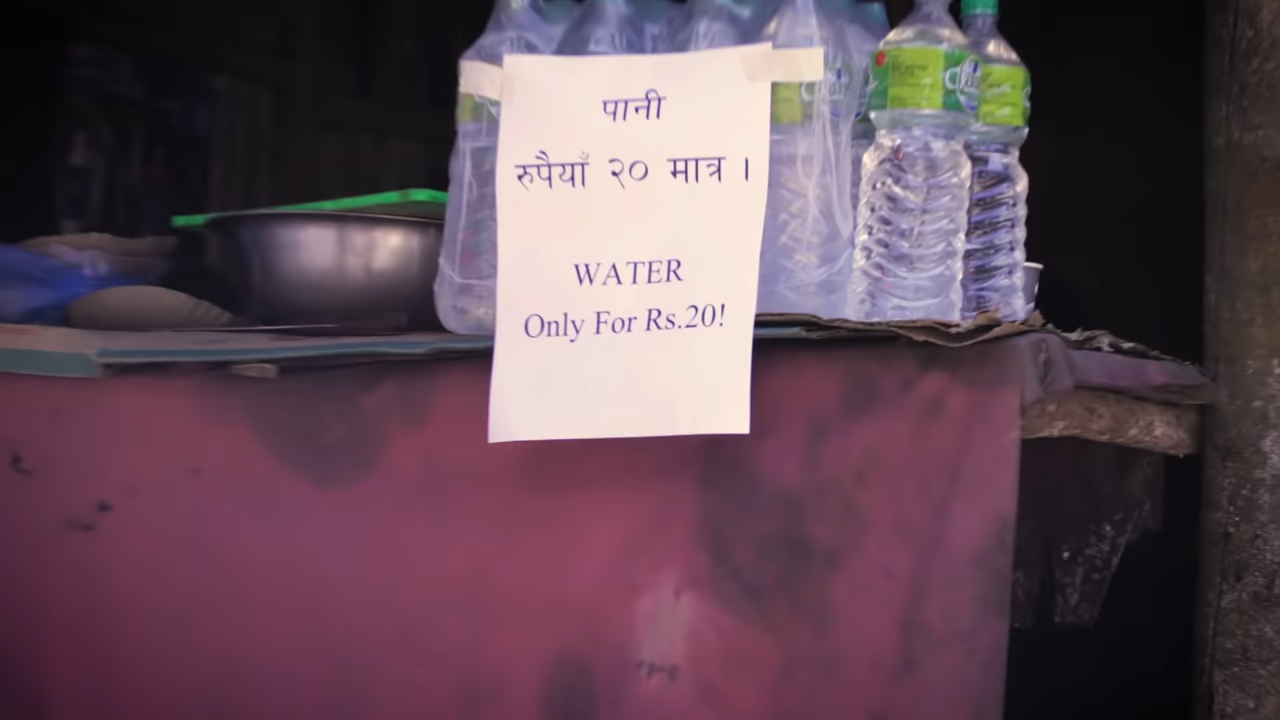 पानी
रुपैयाँ २० मात्र ।
WATER
Only For Rs.20!